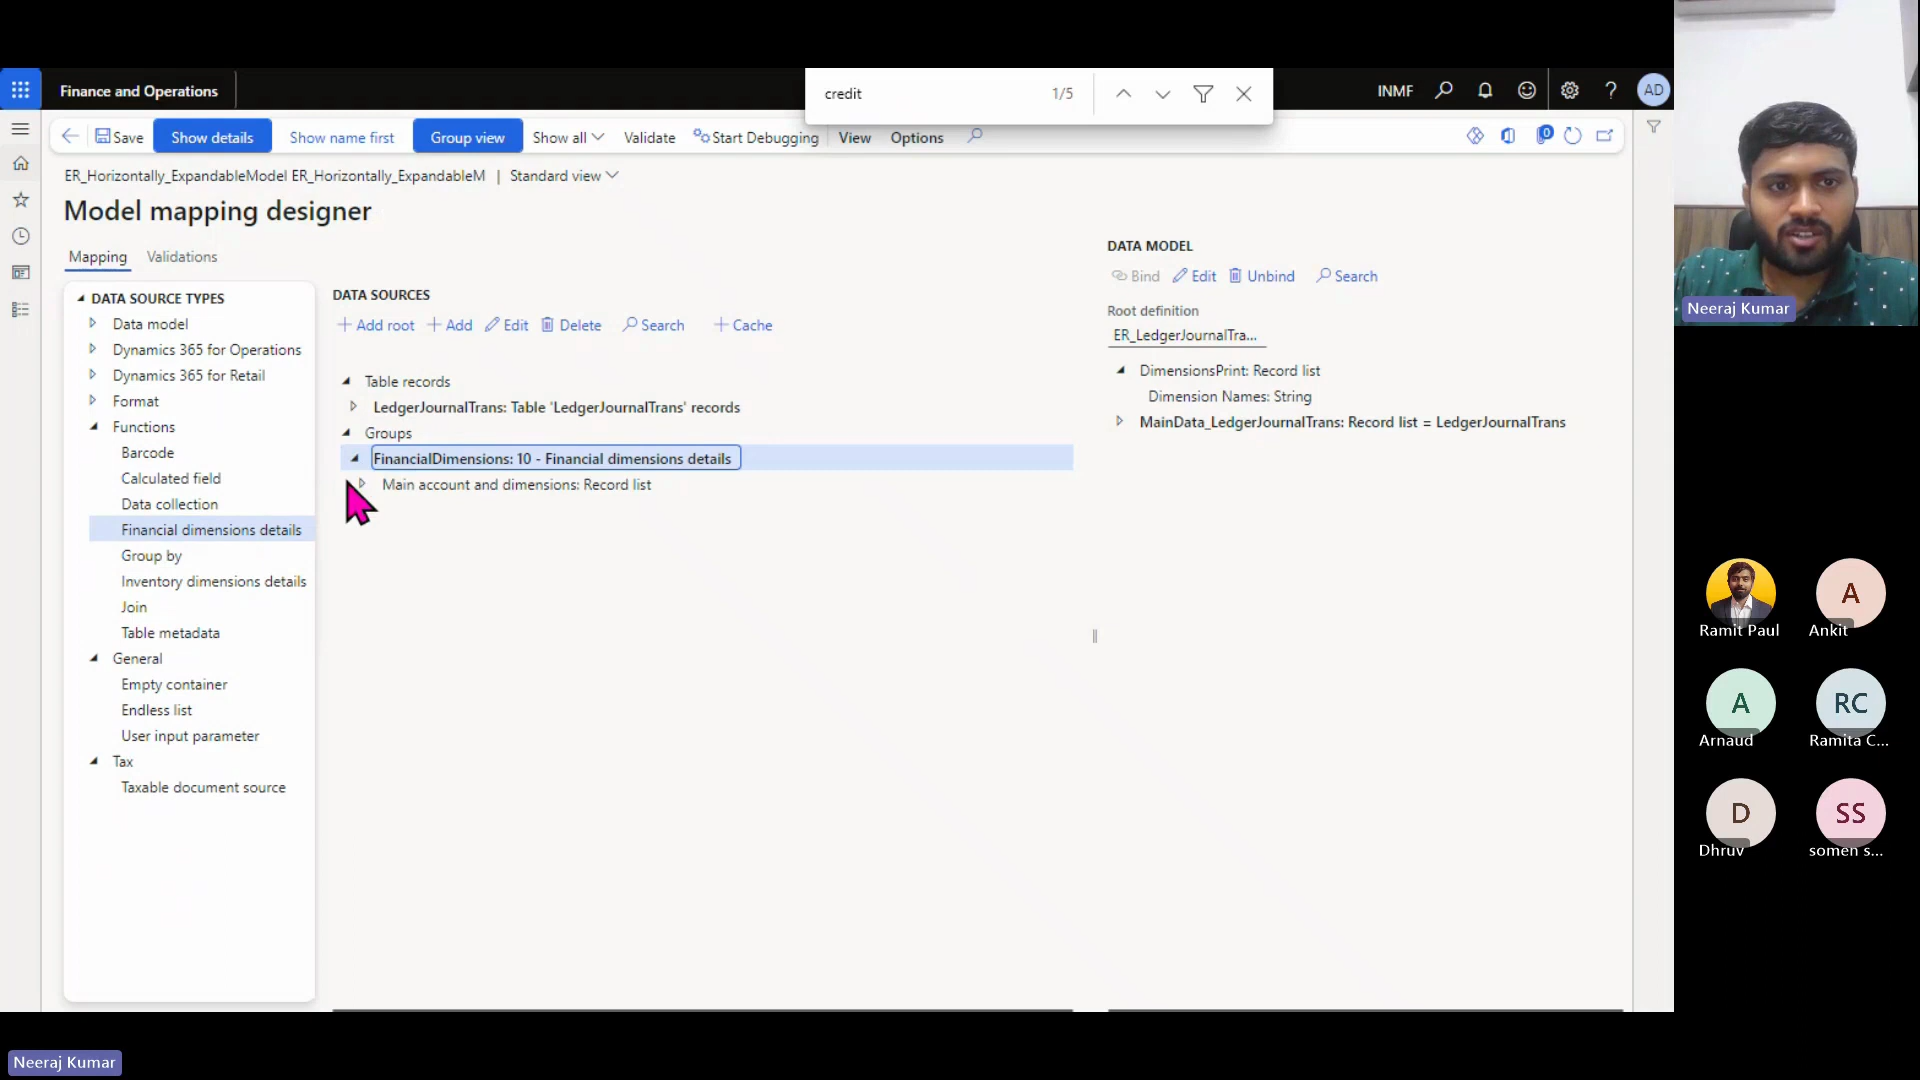 Finance and Operations
credit
1/5
INMF
AD
Save
Show details
Show name first
Group view
Show all
Validate
Start Debugging
View
Options
0
ER_Horizontally_ExpandableModel ER_Horizontally_ExpandableM | Standard view
Model mapping designer
Mapping
Validations
DATA SOURCE TYPES
Data model
Dynamics 365 for Operations
Dynamics 365 for Retail
Format
Functions
Barcode
Calculated field
Data collection
Financial dimensions details
Group by
Inventory dimensions details
Join
Table metadata
General
Empty container
Endless list
User input parameter
Tax
Taxable document source
DATA SOURCES
Add root
Add
Edit
Delete
Search
Cache
Table records
LedgerJournalTrans: Table 'LedgerJournalTrans' records
Groups
FinancialDimensions: 10 - Financial dimensions details
Main account and dimensions: Record list
DATA MODEL
Bind
Edit
Unbind
Search
Root definition
ER_LedgerJournalTra...
DimensionsPrint: Record list
Dimension Names: String
MainData_LedgerJournalTrans: Record list = LedgerJournalTrans
Neeraj Kumar
Ramit Paul
A
Ankit
A
Arnaud
RC
Ramita C...
D
Dhruv
SS
somen s...
Neeraj Kumar